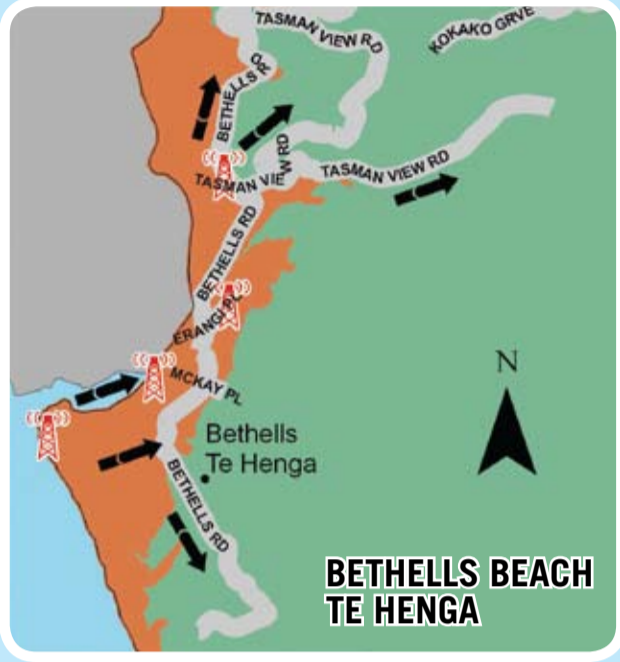 TASMAN VIEW RD
KOKAKO GRVE
BETHELLS RD
TASMAN VIEW RD
TASMAN VIEW RD
BETHELLS RD
ERANGI PL
MCKAY PL
N
Bethells
Te Henga
BETHELLS RD
BETHELLS BEACH
TE HENGA